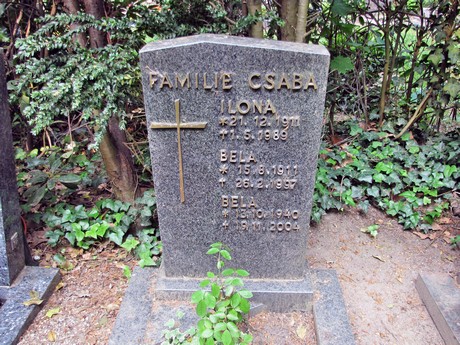 FAMILIE CSABA
ILONA
* 21.12.1911
+ 1.5.1989
BELA
* 15.8.1911
+ 26.2.1997
BELA
* 13.10.1940
+ 19.11.2004